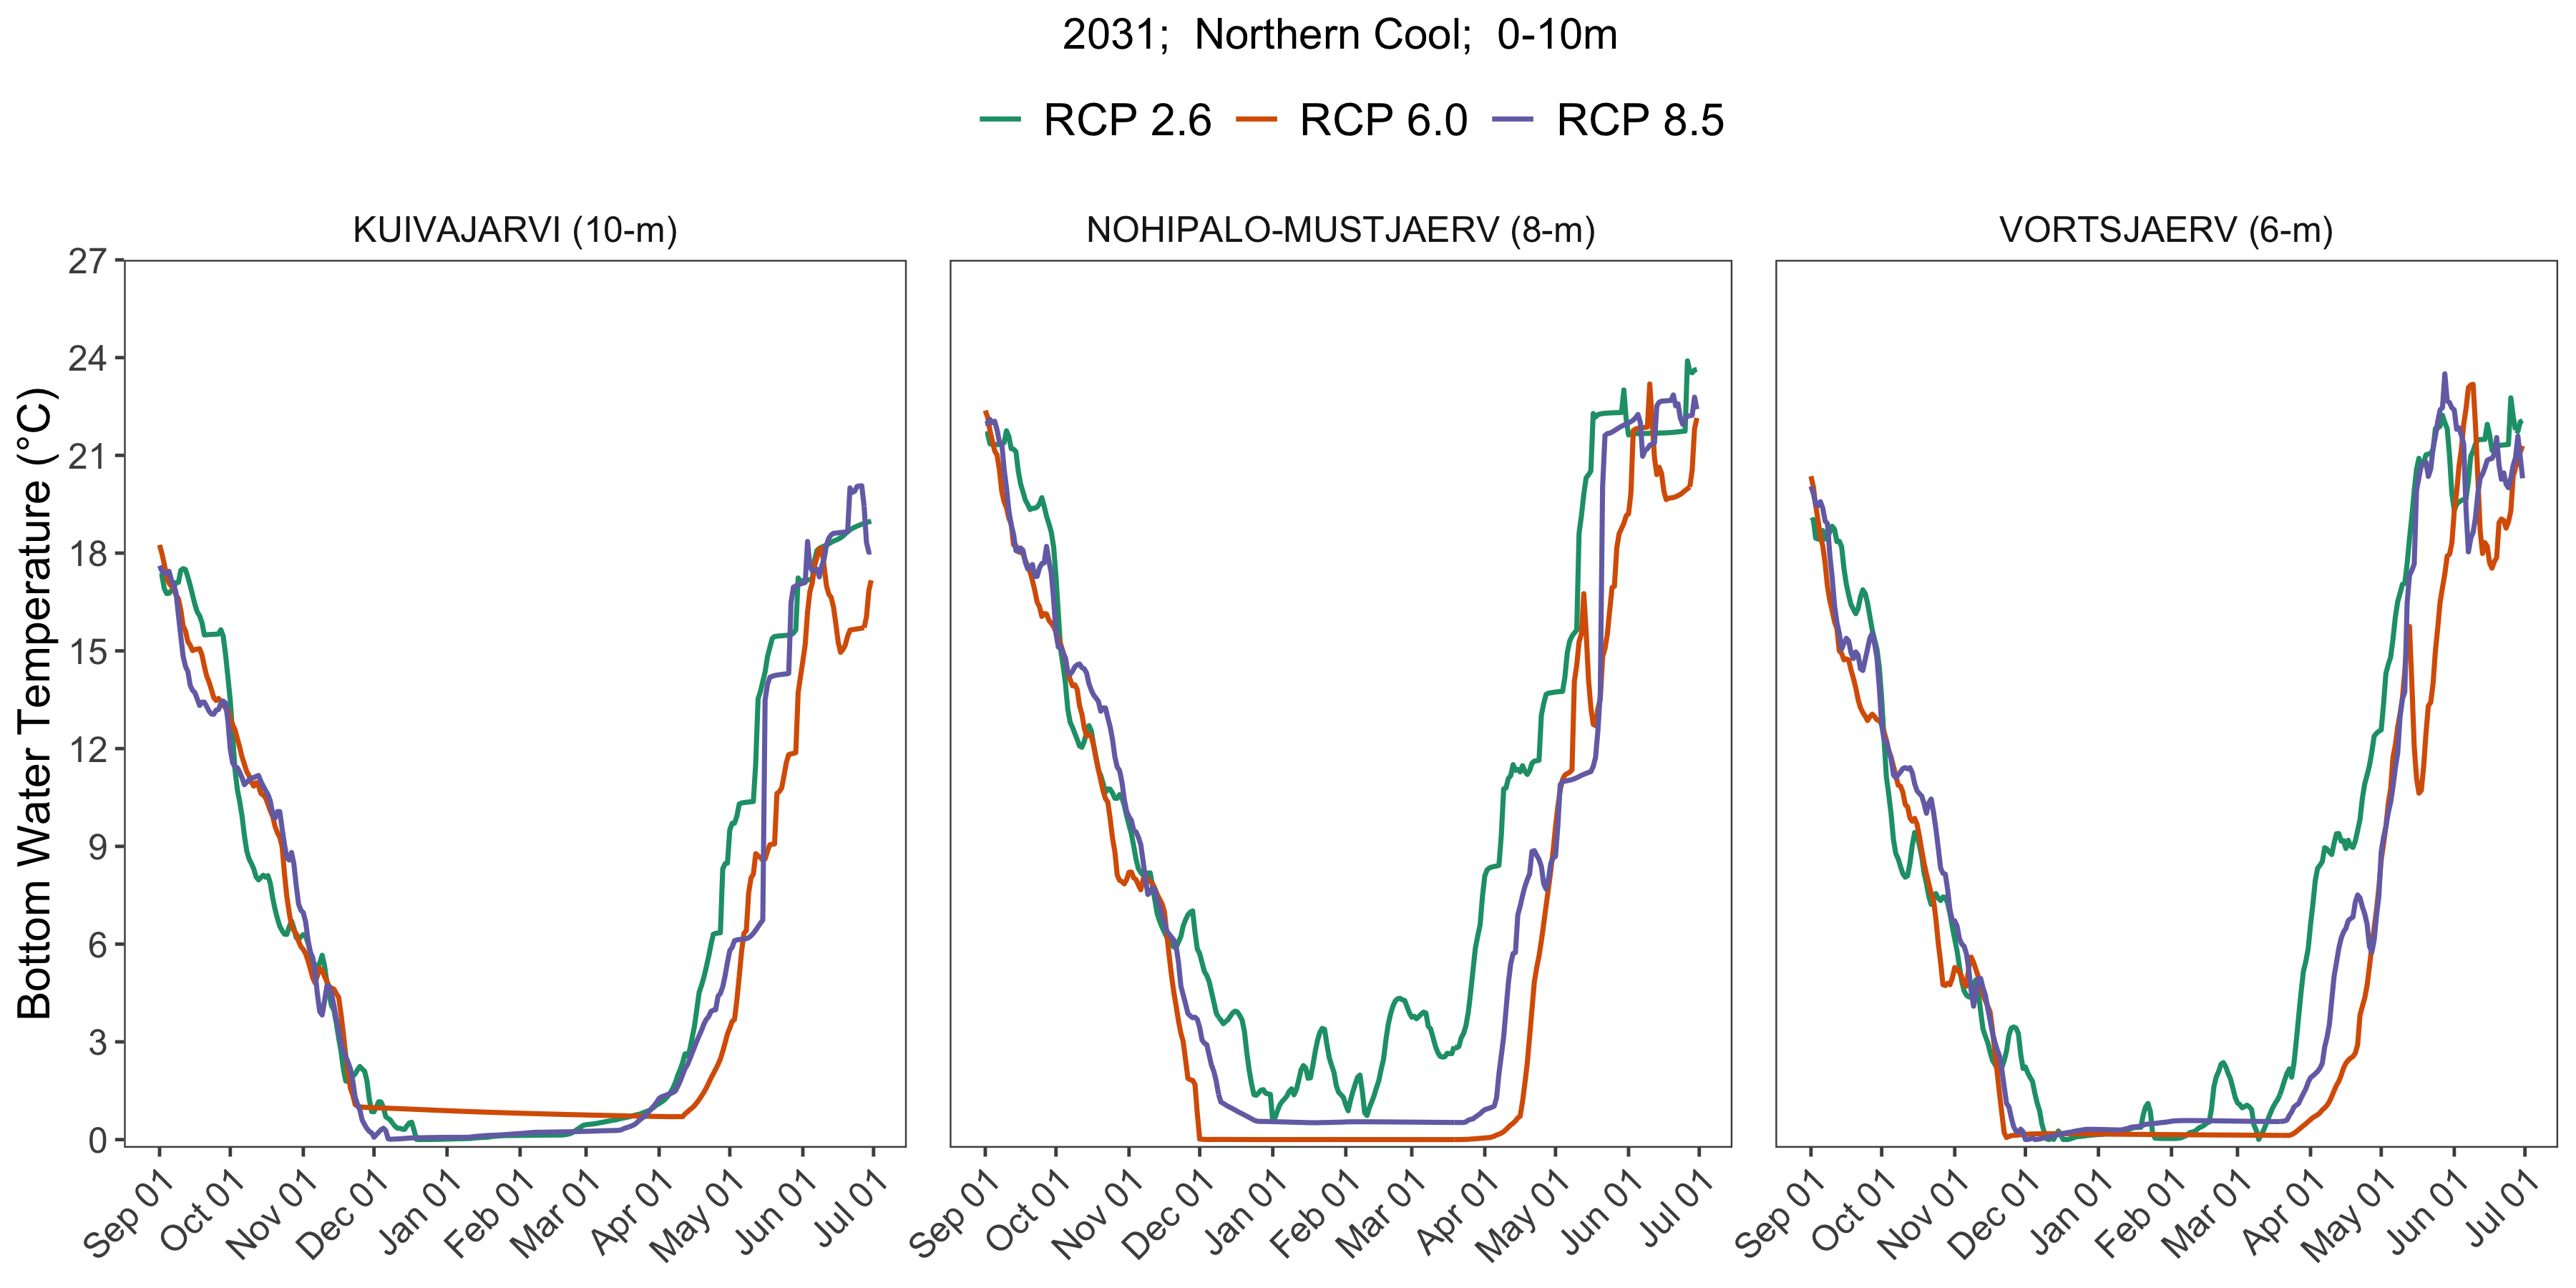 2031;  Northern Cool;  0-10m
RCP 2.6 RCP 6.0 RCP 8.5
KUIVAJARVI (10-m) NOHIPALO-MUSTJAERV (8-m) VORTSJAERV (6-m)
Bottom Water Temperature (°C)
27
24
21
18
15
12
9
6
3
0
Sep 01 Oct 01 Nov 01 Dec 01 Jan 01 Feb 01 Mar 01 Apr 01 May 01 Jun 01 Jul 01 Sep 01 Oct 01 Nov 01 Dec 01 Jan 01 Feb 01 Mar 01 Apr 01 May 01 Jun 01 Jul 01 Sep 01 Oct 01 Nov 01 Dec 01 Jan 01 Feb 01 Mar 01 Apr 01 May 01 Jun 01 Jul 01